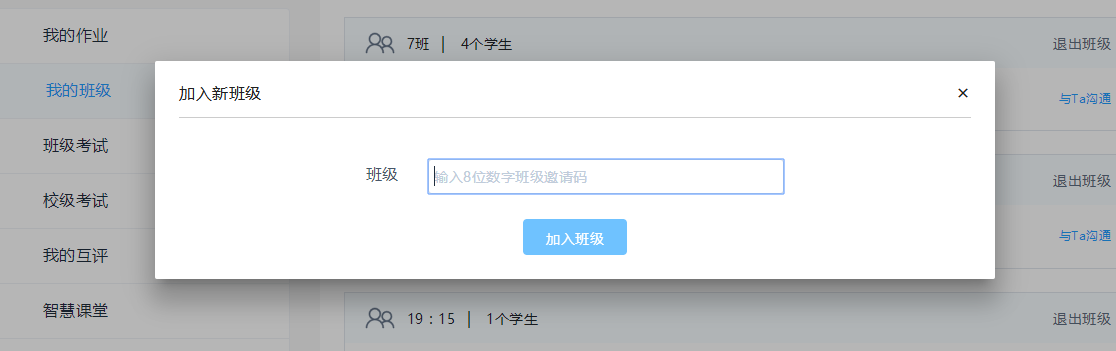 我的作业
我的班级
班级考试
校级考试
我的互评
智慧课堂
7班 | 4个学生 退出班级
与Ta沟通
加入新班级 ×
班级 输入8位数字班级邀请码
加入班级
退出班级
与Ta沟通
19：15 | 1个学生 退出班级